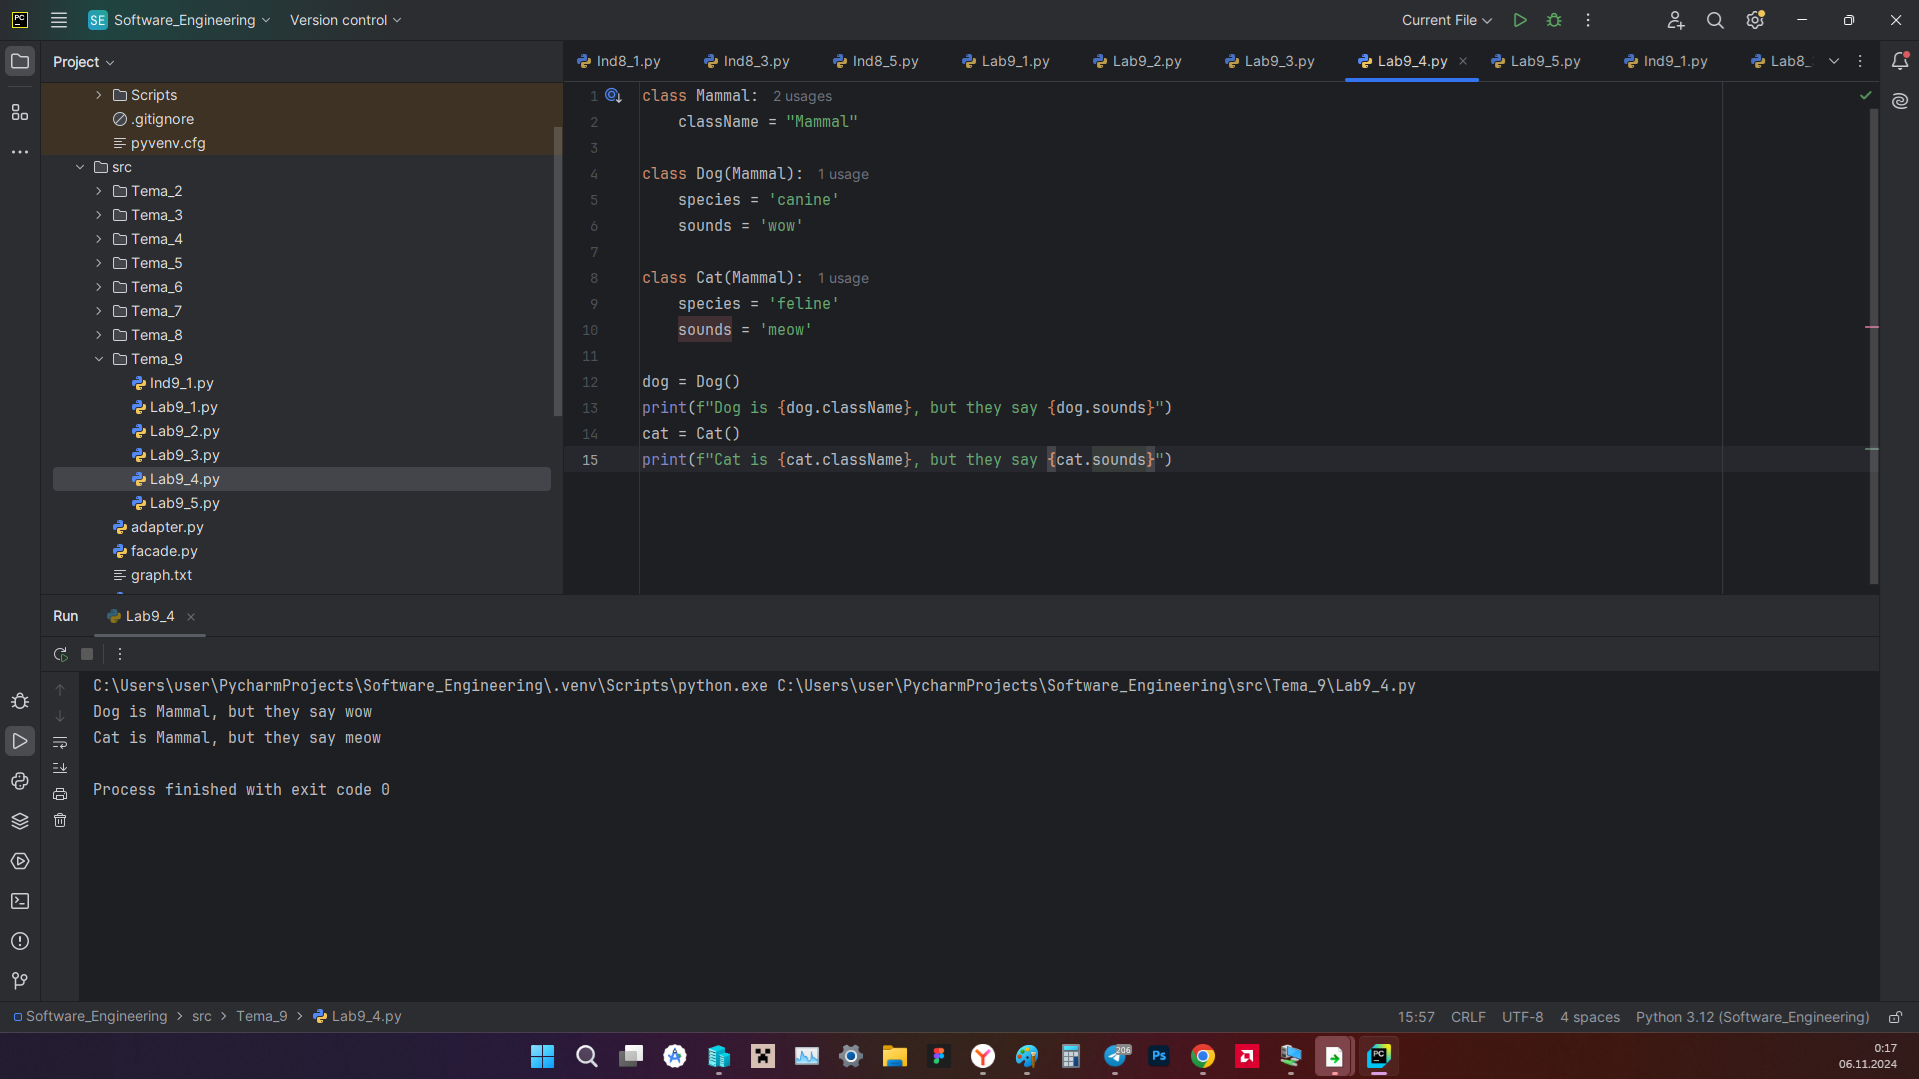 PC SE Software_Engineering Version control Current File
Project
Ind8_1.py Ind8_3.py Ind8_5.py Lab9_1.py Lab9_2.py Lab9_3.py Lab9_4.py Lab9_5.py Ind9_1.py Lab8_
Scripts
.gitignore
pyvenv.cfg
src
Tema_2
Tema_3
Tema_4
Tema_5
Tema_6
Tema_7
Tema_8
Tema_9
Ind9_1.py
Lab9_1.py
Lab9_2.py
Lab9_3.py
Lab9_4.py
Lab9_5.py
adapter.py
facade.py
graph.txt
1 class Mammal: 2 usages
2 className = "Mammal"
3
4 class Dog(Mammal): 1 usage
5 species = 'canine'
6 sounds = 'wow'
7
8 class Cat(Mammal): 1 usage
9 species = 'feline'
10 sounds = 'meow'
11
12 dog = Dog()
13 print(f"Dog is {dog.className}, but they say {dog.sounds}")
14 cat = Cat()
15 print(f"Cat is {cat.className}, but they say {cat.sounds}")
Run Lab9_4
C:\Users\user\PycharmProjects\Software_Engineering\.venv\Scripts\python.exe C:\Users\user\PycharmProjects\Software_Engineering\src\Tema_9\Lab9_4.py
Dog is Mammal, but they say wow
Cat is Mammal, but they say meow
Process finished with exit code 0
Software_Engineering > src > Tema_9 > Lab9_4.py 15:57 CRLF UTF-8 4 spaces Python 3.12 (Software_Engineering)
206 Ps PC
0:17
06.11.2024